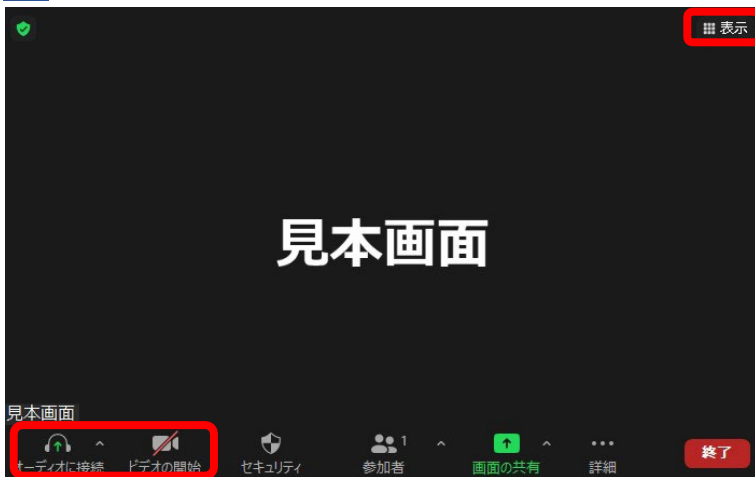 表示
見本画面
見本画面
オーディオに接続
ビデオの開始
セキュリティ
参加者
1
画面の共有
詳細
終了